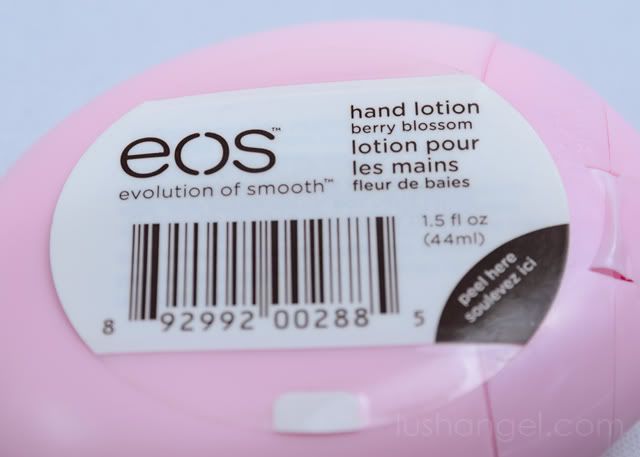 eos™
evolution of smooth™
hand lotion
berry blossom
lotion pour
les mains
fleur de baies
1.5 fl oz
(44ml)
peel here
soulevez ici
8 92992 00288 5
lushangel.com